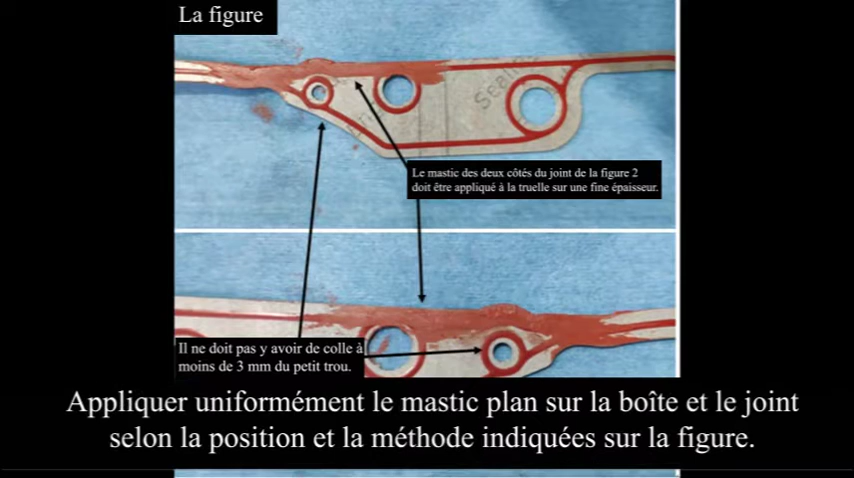 La figure
Le mastic des deux côtés du joint de la figure 2
doit être appliqué à la truelle sur une fine épaisseur.
Il ne doit pas y avoir de colle à
moins de 3 mm du petit trou.
Appliquer uniformément le mastic plan sur la boîte et le joint
selon la position et la méthode indiquées sur la figure.